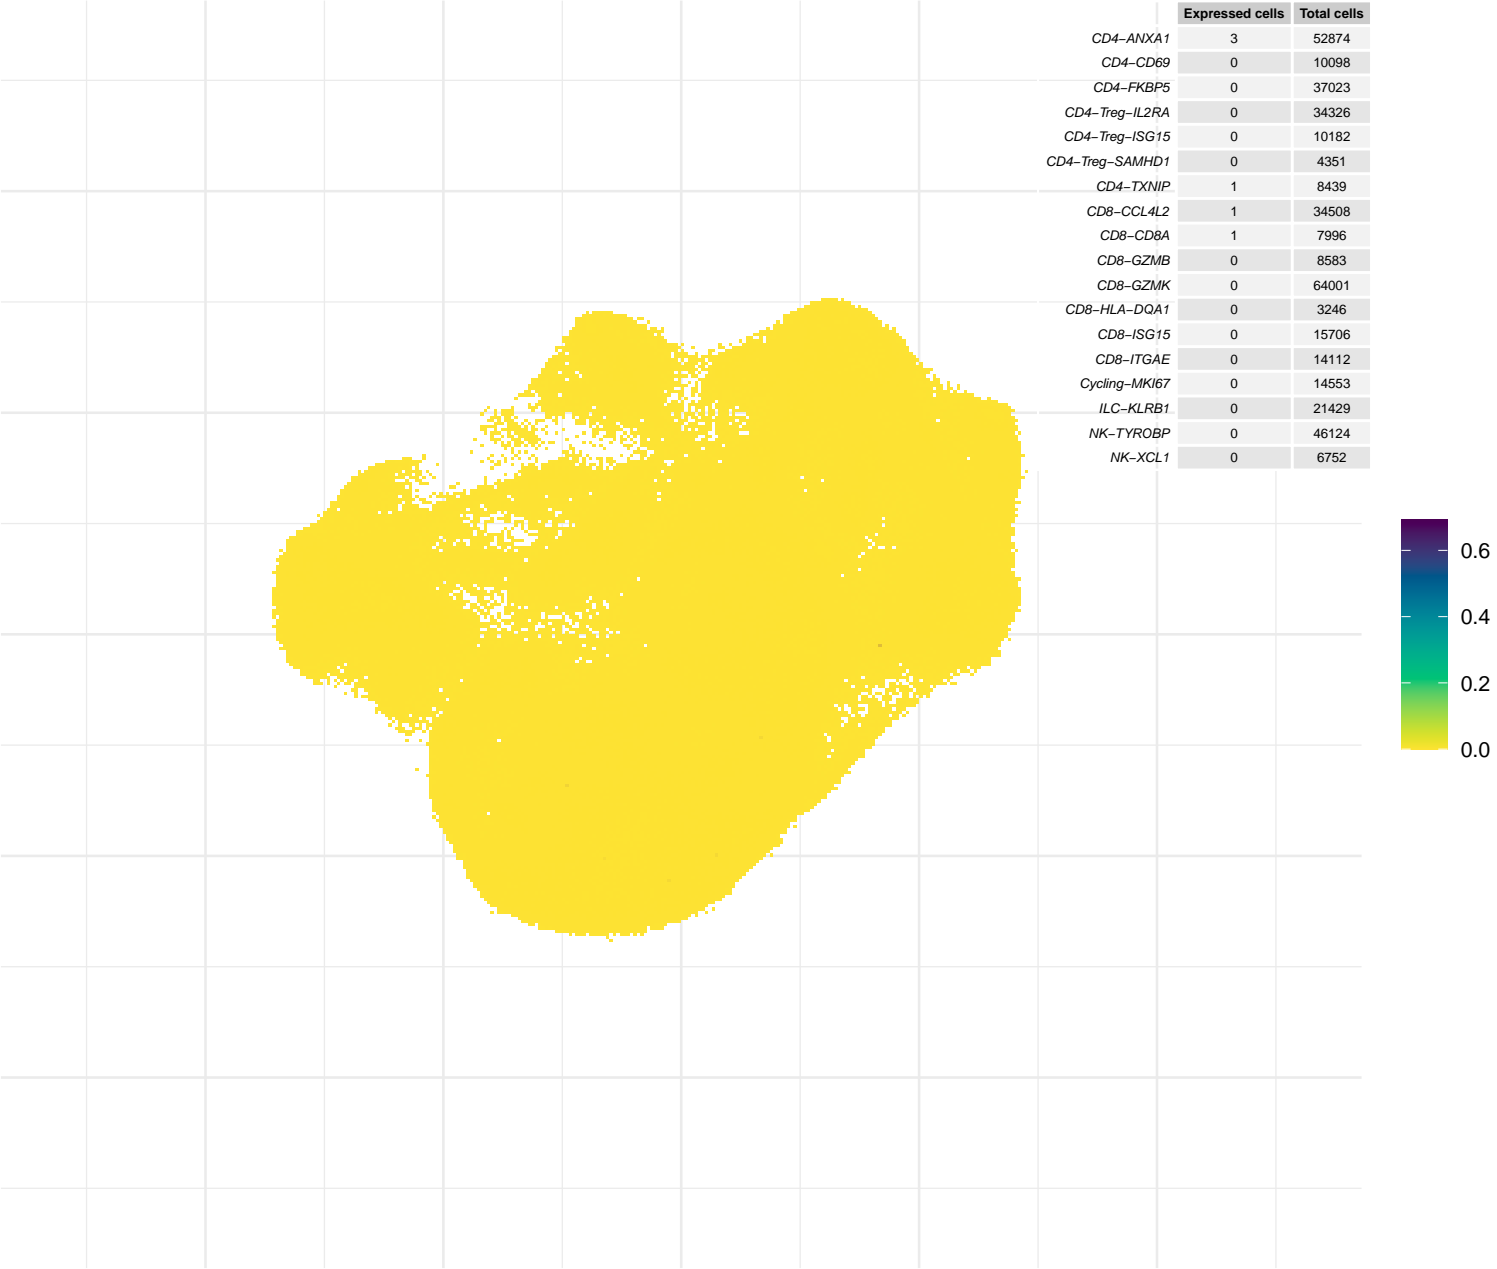 Expressed cells Total cells
CD4−ANXA1 3 52874
CD4−CD69 0 10098
CD4−FKBP5 0 37023
CD4−Treg−IL2RA 0 34326
CD4−Treg−ISG15 0 10182
CD4−Treg−SAMHD1 0 4351
CD4−TXNIP 1 8439
CD8−CCL4L2 1 34508
CD8−CD8A 1 7996
CD8−GZMB 0 8583
CD8−GZMK 0 64001
CD8−HLA−DQA1 0 3246
CD8−ISG15 0 15706
CD8−ITGAE 0 14112
Cycling−MKI67 0 14553
ILC−KLRB1 0 21429
NK−TYROBP 0 46124
NK−XCL1 0 6752
0.6
0.4
0.2
0.0